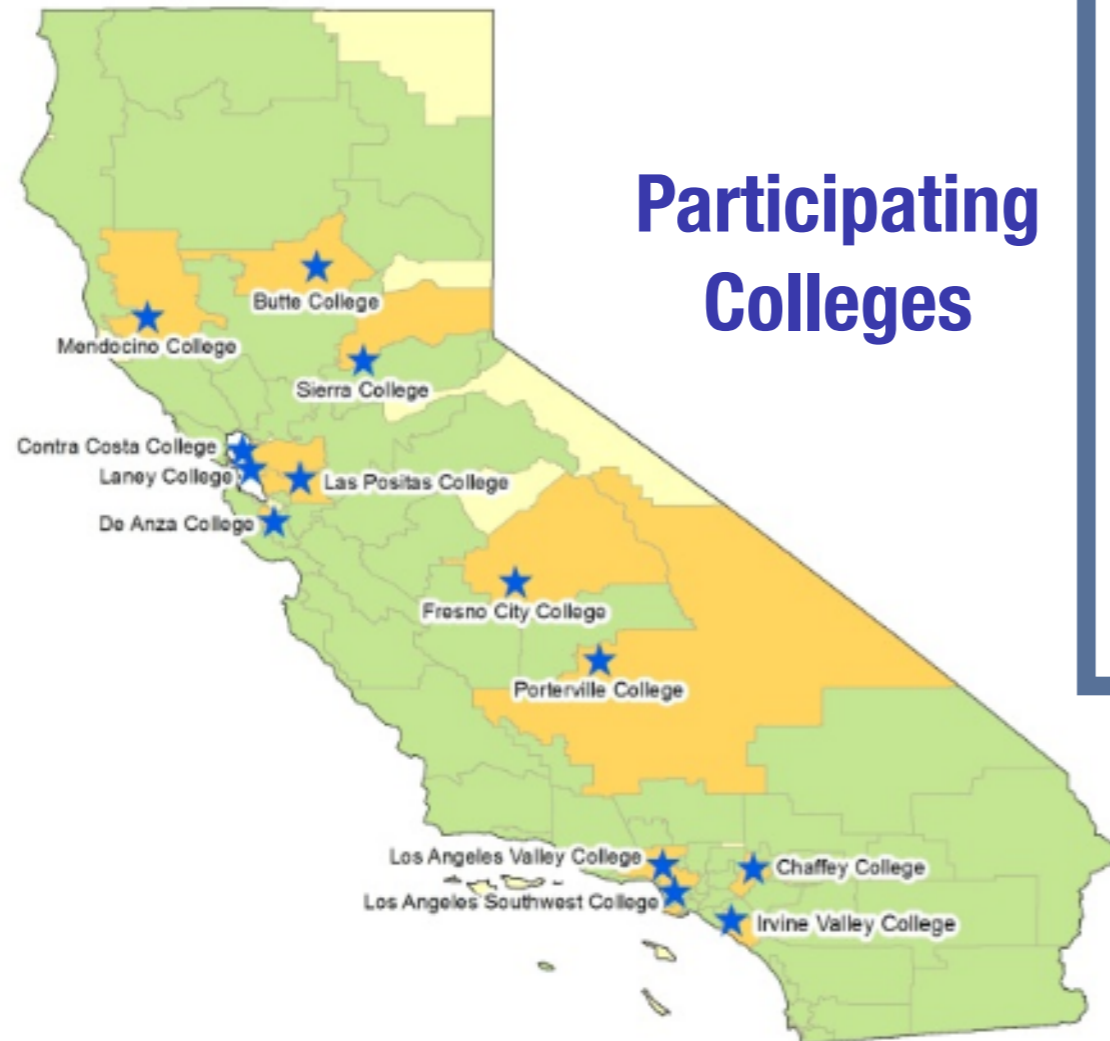 Participating
Colleges
Butte College
Mendocino College
Sierra College
Contra Costa College
Laney College
Las Positas College
De Anza College
Fresno City College
Porterville College
Los Angeles Valley College
Chaffey College
Los Angeles Southwest College
Irvine Valley College